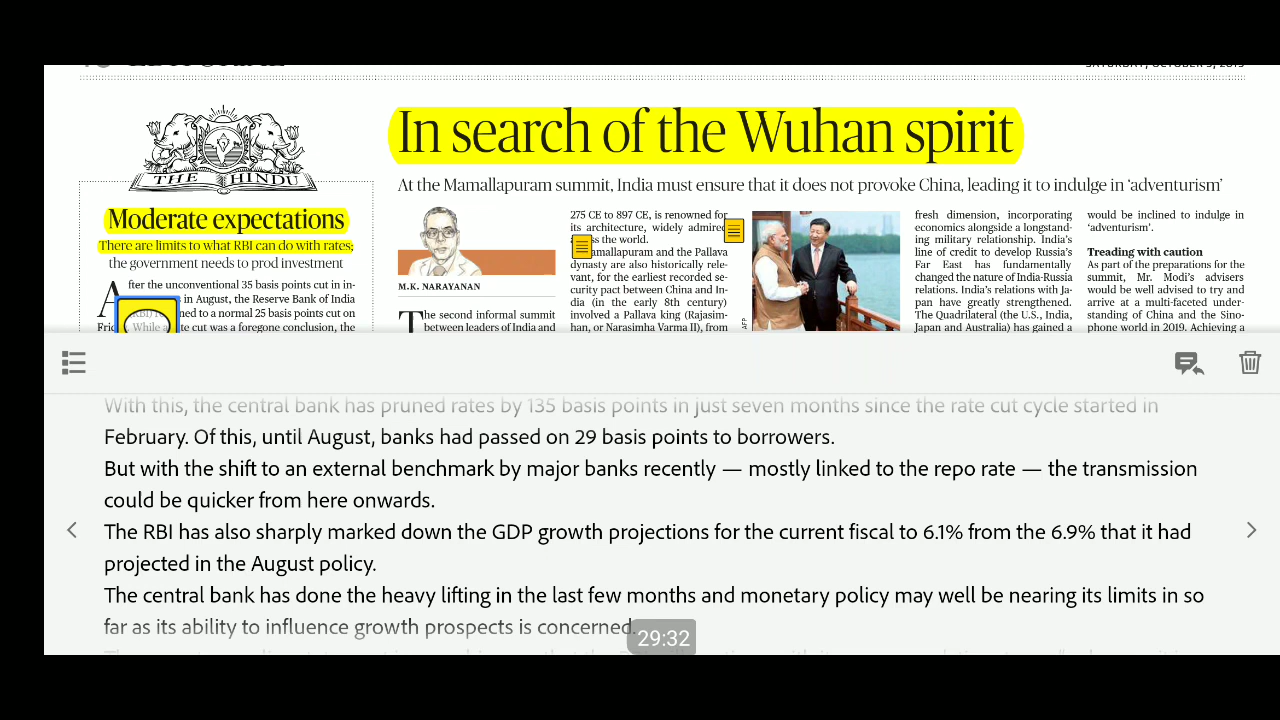 SATURDAY, OCTOBER 5, 2019
THE HINDU
Moderate expectations
There are limits to what RBI can do with rates;
the government needs to prod investment
After the unconventional 35 basis points cut in in-
in August, the Reserve Bank of India
(RBI) ned to a normal 25 basis points cut on
Frid While a te cut was a foregone conclusion, the
In search of the Wuhan spirit
At the Mamallapuram summit, India must ensure that it does not provoke China, leading it to indulge in ‘adventurism’
M.K. NARAYANAN
The second informal summit
between leaders of India and
275 CE to 897 CE, is renowned for
its architecture, widely admired
ss the world.
amallapuram and the Pallava
dynasty are also historically rele-
vant, for the earliest recorded se-
curity pact between China and In-
dia (in the early 8th century)
involved a Pallava king (Rajasim-
han, or Narasimha Varma II), from
AFP
fresh dimension, incorporating
economics alongside a longstand-
ing military relationship. India’s
line of credit to develop Russia’s
Far East has fundamentally
changed the nature of India-Russia
relations. India’s relations with Ja-
pan have greatly strengthened.
The Quadrilateral (the U.S., India,
Japan and Australia) has gained a
would be inclined to indulge in
‘adventurism’.
Treading with caution
As part of the preparations for the
summit, Mr. Modi’s advisers
would be well advised to try and
arrive at a multi-faceted under-
standing of China and the Sino-
phone world in 2019. Achieving a
With this, the central bank has pruned rates by 135 basis points in just seven months since the rate cut cycle started in
February. Of this, until August, banks had passed on 29 basis points to borrowers.
But with the shift to an external benchmark by major banks recently — mostly linked to the repo rate — the transmission
could be quicker from here onwards.
The RBI has also sharply marked down the GDP growth projections for the current fiscal to 6.1% from the 6.9% that it had
projected in the August policy.
The central bank has done the heavy lifting in the last few months and monetary policy may well be nearing its limits in so
far as its ability to influence growth prospects is concerned.
29:32